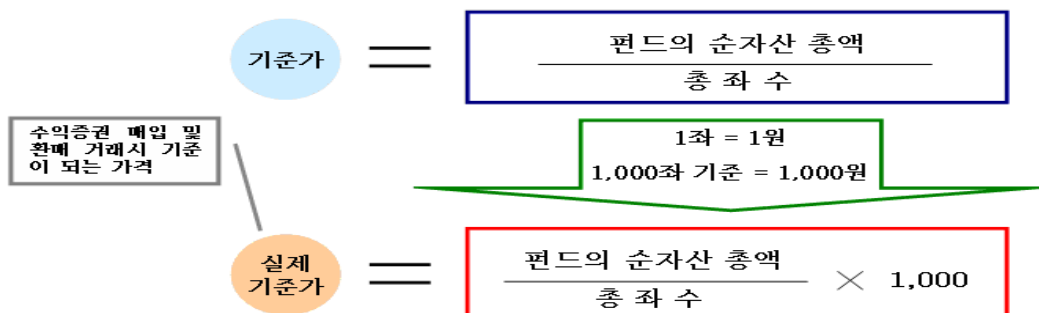 기준가
펀드의 순자산 총액
총 좌 수
수익증권 매입 및
환매 거래시 기준
이 되는 가격
1좌 = 1원
1,000좌 기준 = 1,000원
실제
기준가
펀드의 순자산 총액
총 좌 수
× 1,000